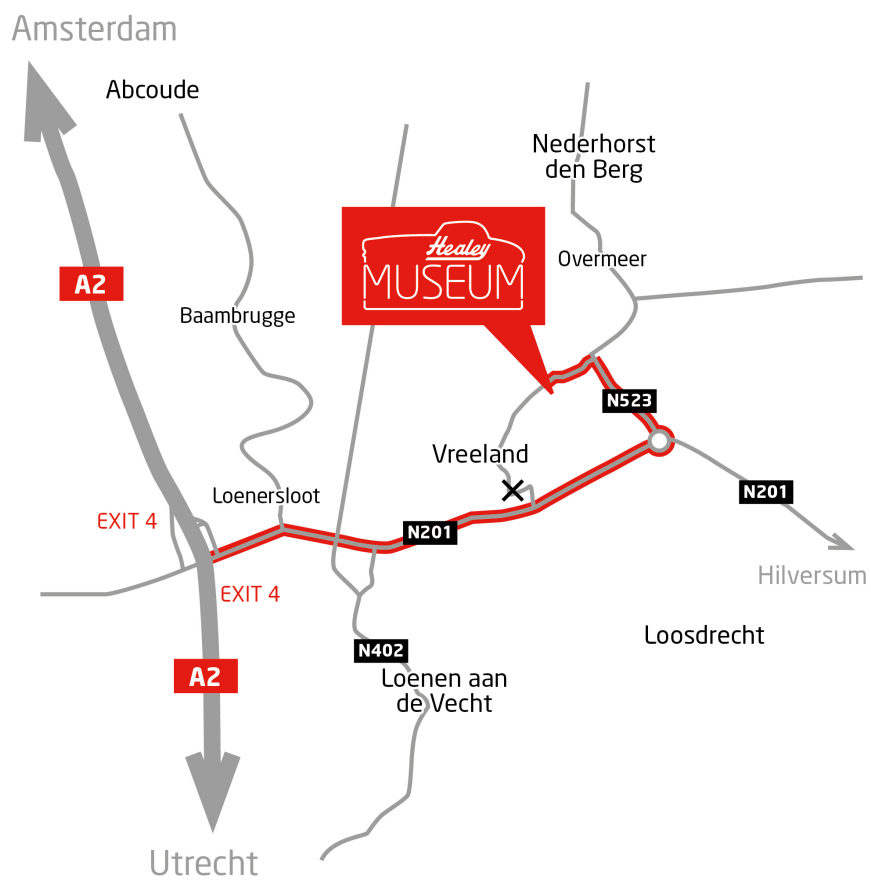 Amsterdam
Abcoude
Nederhorst
den Berg
Healey
MUSEUM
Overmeer
A2
Baambrugge
N523
Vreeland
Loenersloot
N201
EXIT 4
N201
Hilversum
EXIT 4
Loosdrecht
N402
A2
Loenen aan
de Vecht
Utrecht